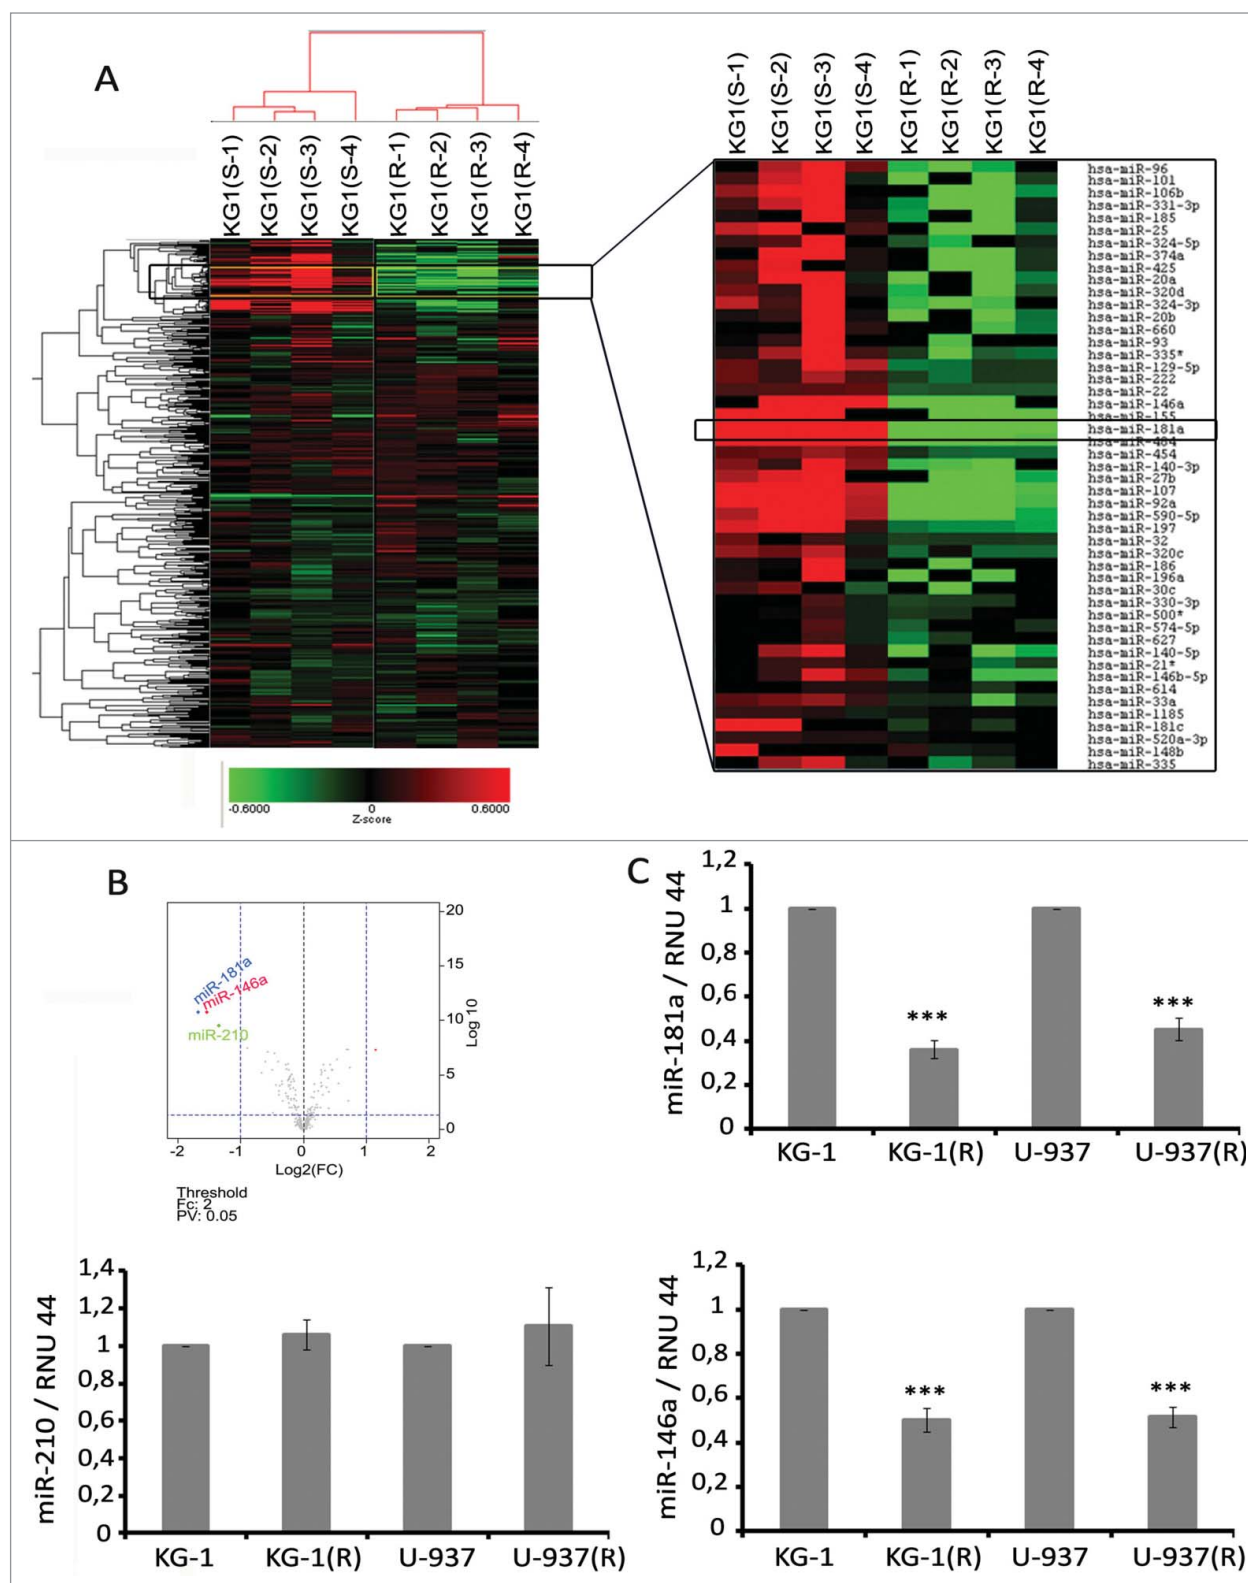 A
KG1(S-1)
KG1(S-2)
KG1(S-3)
KG1(S-4)
KG1(R-1)
KG1(R-2)
KG1(R-3)
KG1(R-4)
-0.6000
0
0.6000
Z-score
KG1(S-1)
KG1(S-2)
KG1(S-3)
KG1(S-4)
KG1(R-1)
KG1(R-2)
KG1(R-3)
KG1(R-4)
hsa-miR-96
hsa-miR-101
hsa-miR-106b
hsa-miR-331-3p
hsa-miR-185
hsa-miR-25
hsa-miR-324-5p
hsa-miR-374a
hsa-miR-425
hsa-miR-20a
hsa-miR-320d
hsa-miR-324-3p
hsa-miR-20b
hsa-miR-660
hsa-miR-93
hsa-miR-335*
hsa-miR-129-5p
hsa-miR-222
hsa-miR-22
hsa-miR-146a
hsa-miR-155
hsa-miR-181a
hsa-miR-484
hsa-miR-454
hsa-miR-140-3p
hsa-miR-27b
hsa-miR-107
hsa-miR-92a
hsa-miR-590-5p
hsa-miR-197
hsa-miR-32
hsa-miR-320c
hsa-miR-186
hsa-miR-196a
hsa-miR-30c
hsa-miR-330-3p
hsa-miR-500*
hsa-miR-574-5p
hsa-miR-627
hsa-miR-140-5p
hsa-miR-21*
hsa-miR-146b-5p
hsa-miR-614
hsa-miR-33a
hsa-miR-1185
hsa-miR-181c
hsa-miR-520a-3p
hsa-miR-148b
hsa-miR-335
B
miR-181a
miR-146a
miR-210
20
15
10
5
0
Log 10
-2
-1
0
1
2
Log2(FC)
Threshold
Fc: 2
PV: 0.05
C
miR-181a / RNU 44
1,2
1
0,8
0,6
0,4
0,2
0
***
***
KG-1
KG-1(R)
U-937
U-937(R)
miR-210 / RNU 44
1,4
1,2
1
0,8
0,6
0,4
0,2
0
KG-1
KG-1(R)
U-937
U-937(R)
miR-146a / RNU 44
1,2
1
0,8
0,6
0,4
0,2
0
***
***
KG-1
KG-1(R)
U-937
U-937(R)